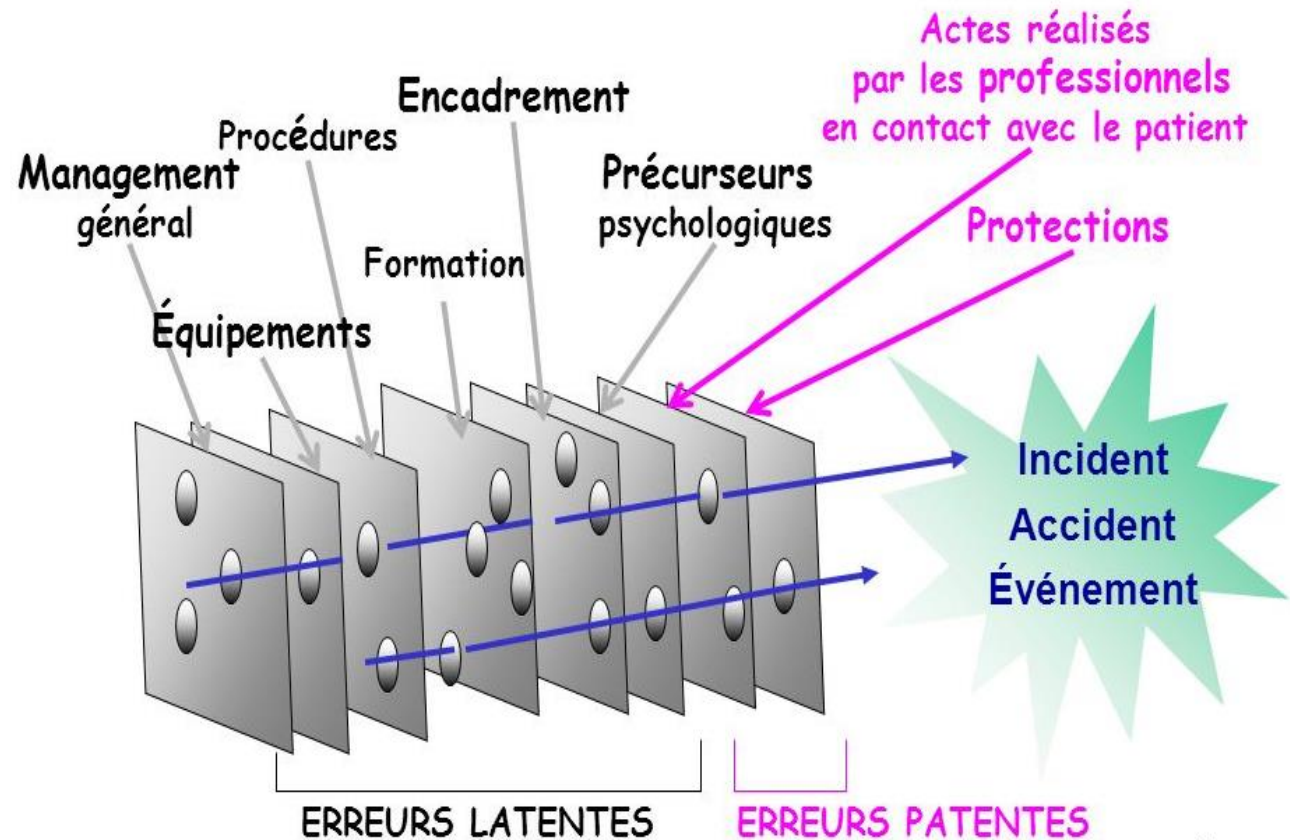 Actes réalisés
par les professionnels
en contact avec le patient
Encadrement
Procédures
Management
général
Précurseurs
psychologiques
Protections
Formation
Équipements
Incident
Accident
Événement
ERREURS LATENTES
ERREURS PATENTES